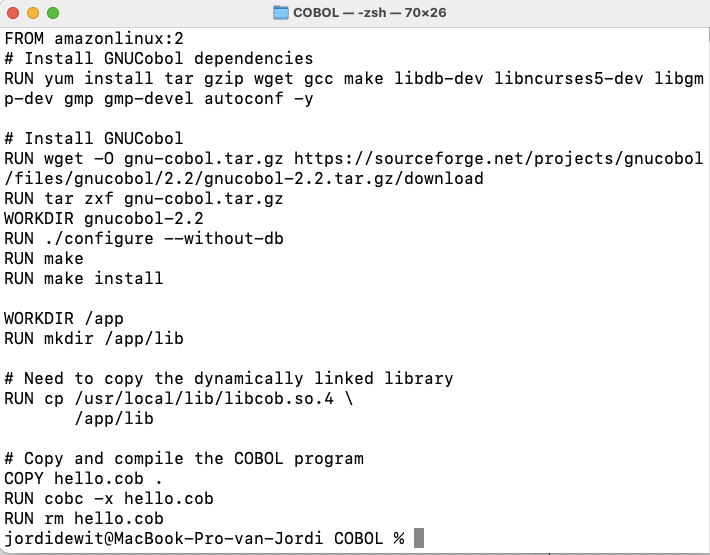 COBOL — -zsh — 70×26
FROM amazonlinux:2
# Install GNUCobol dependencies
RUN yum install tar gzip wget gcc make libdb-dev libncurses5-dev libgm
p-dev gmp gmp-devel autoconf -y
# Install GNUCobol
RUN wget -O gnu-cobol.tar.gz https://sourceforge.net/projects/gnucobol
/files/gnucobol/2.2/gnucobol-2.2.tar.gz/download
RUN tar zxf gnu-cobol.tar.gz
WORKDIR gnucobol-2.2
RUN ./configure --without-db
RUN make
RUN make install
WORKDIR /app
RUN mkdir /app/lib
# Need to copy the dynamically linked library
RUN cp /usr/local/lib/libcob.so.4 \
/app/lib
# Copy and compile the COBOL program
COPY hello.cob .
RUN cobc -x hello.cob
RUN rm hello.cob
jordidewit@MacBook-Pro-van-Jordi COBOL %